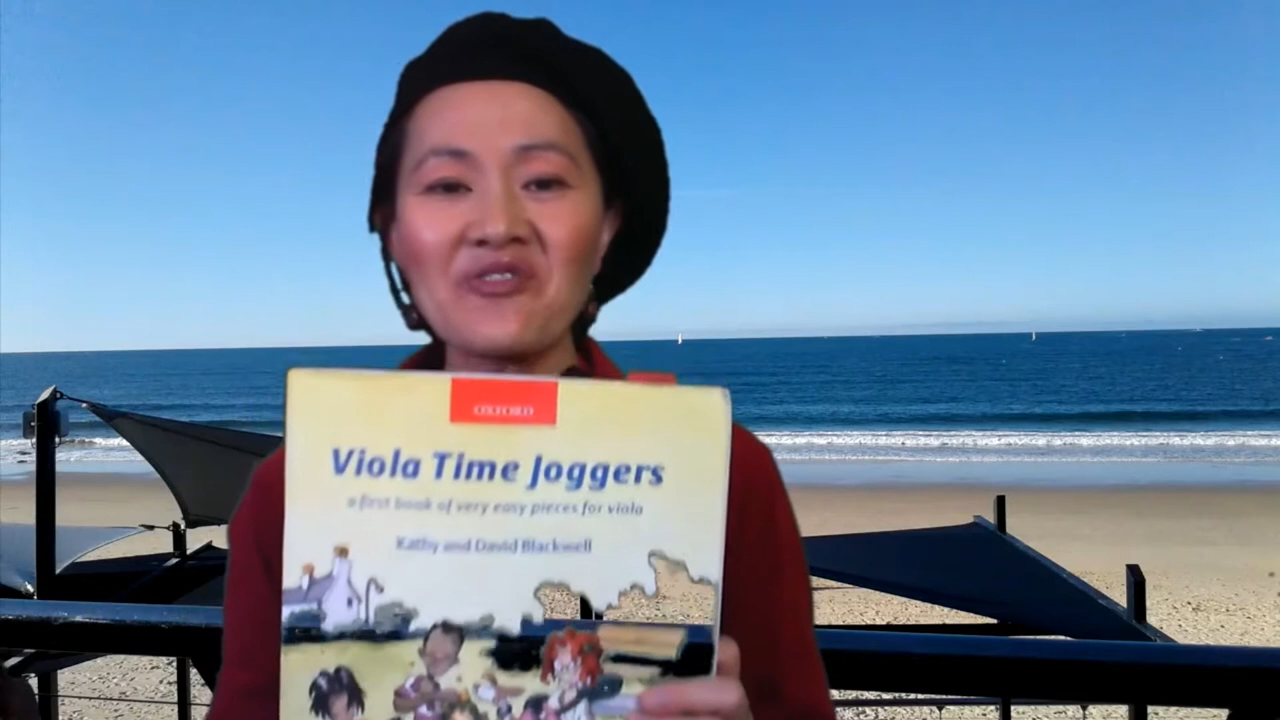 OXFORD
Viola Time Joggers
a first book of very easy pieces for viola
Kathy and David Blackwell